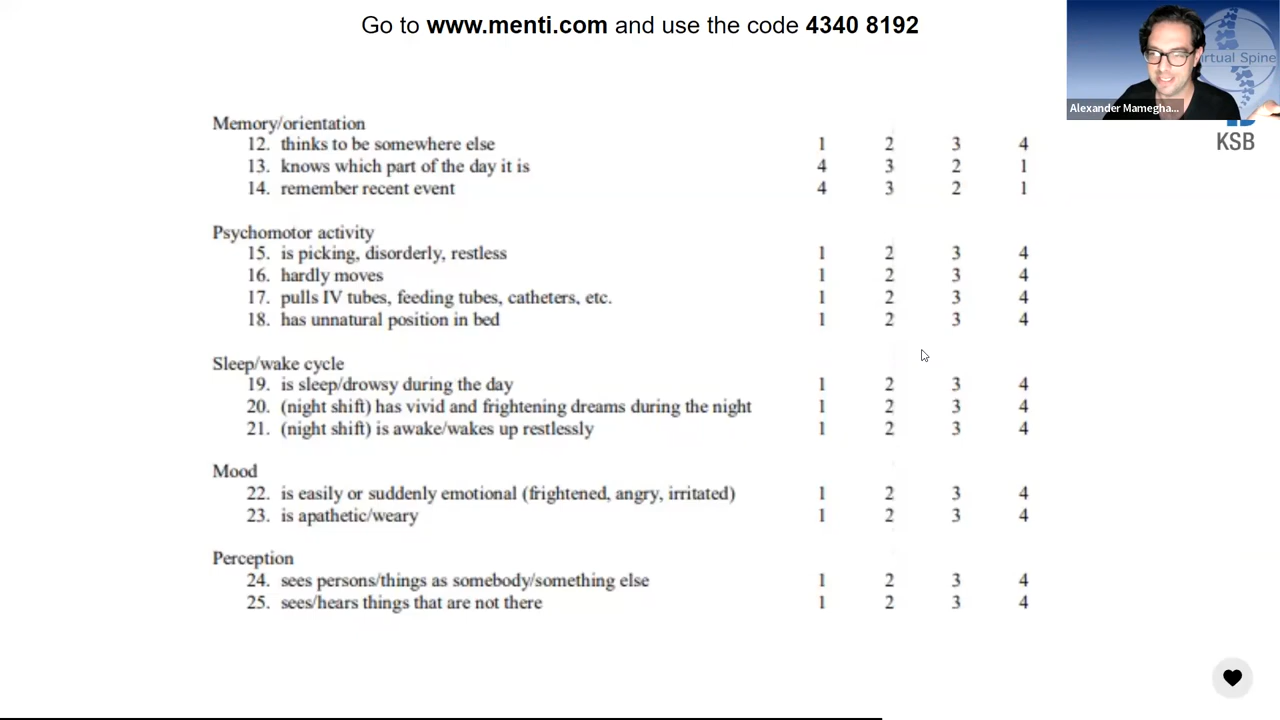 Go to www.menti.com and use the code 4340 8192
rtual Spine
Alexander Mamegha...
KSB
Memory/orientation
12. thinks to be somewhere else 1 2 3 4
13. knows which part of the day it is 4 3 2 1
14. remember recent event 4 3 2 1
Psychomotor activity
15. is picking, disorderly, restless 1 2 3 4
16. hardly moves 1 2 3 4
17. pulls IV tubes, feeding tubes, catheters, etc. 1 2 3 4
18. has unnatural position in bed 1 2 3 4
Sleep/wake cycle
19. is sleep/drowsy during the day 1 2 3 4
20. (night shift) has vivid and frightening dreams during the night 1 2 3 4
21. (night shift) is awake/wakes up restlessly 1 2 3 4
Mood
22. is easily or suddenly emotional (frightened, angry, irritated) 1 2 3 4
23. is apathetic/weary 1 2 3 4
Perception
24. sees persons/things as somebody/something else 1 2 3 4
25. sees/hears things that are not there 1 2 3 4